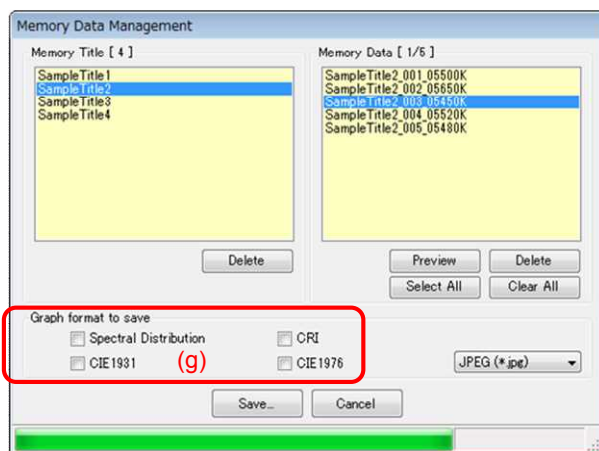 Memory Data Management
Memory Title [ 4 ]
SampleTitle1
SampleTitle2
SampleTitle3
SampleTitle4
Delete
Memory Data [ 1/5 ]
SampleTitle2_001_05500K
SampleTitle2_002_05650K
SampleTitle2_003_05450K
SampleTitle2_004_05520K
SampleTitle2_005_05480K
Preview Delete
Select All Clear All
Graph format to save
Spectral Distribution CRI
CIE1931 (g) CIE1976 JPEG (*.jpg)
Save... Cancel